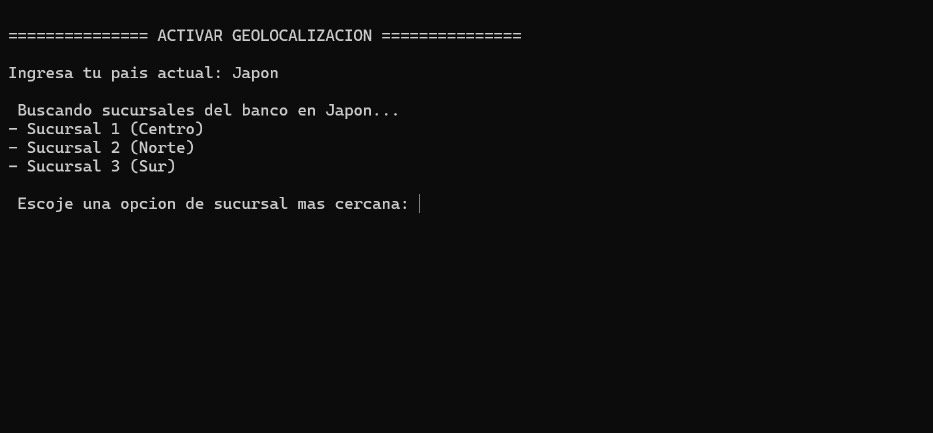 =============== ACTIVAR GEOLOCALIZACION ===============
Ingresa tu pais actual: Japon
Buscando sucursales del banco en Japon...
- Sucursal 1 (Centro)
- Sucursal 2 (Norte)
- Sucursal 3 (Sur)
Escoje una opcion de sucursal mas cercana: